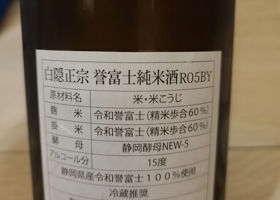 白隠正宗 誉富士純米酒R05BY
原材料名 米・米こうじ
麹米 令和誉富士(精米歩合60%)
掛米 令和誉富士(精米歩合60%)
酵母 静岡酵母NEW-5
アルコール分 15度
静岡県産令和誉富士100%使用
冷蔵推奨